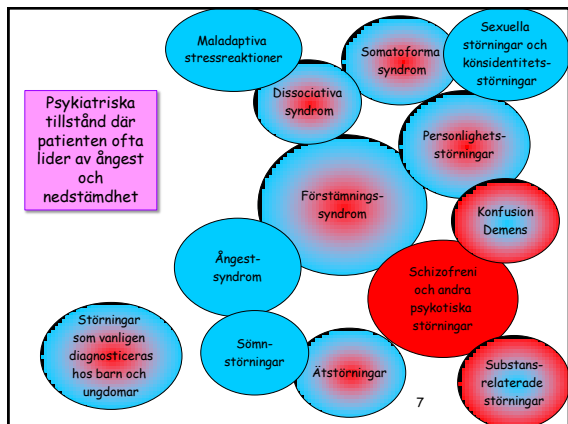 Maladaptiva
stressreaktioner
Somatoforma
syndrom
Sexuella
störningar och
könsidentitets-
störningar
Dissociativa
syndrom
Psykiatriska
tillstånd där
patienten ofta
lider av ångest
och
nedstämdhet
Personlighets-
störningar
Förstämnings-
syndrom
Konfusion
Demens
Ångest-
syndrom
Schizofreni
och andra
psykotiska
störningar
Störningar
som vanligen
diagnosticeras
hos barn och
ungdomar
Sömn-
störningar
Ätstörningar
Substans-
relaterade
störningar
7